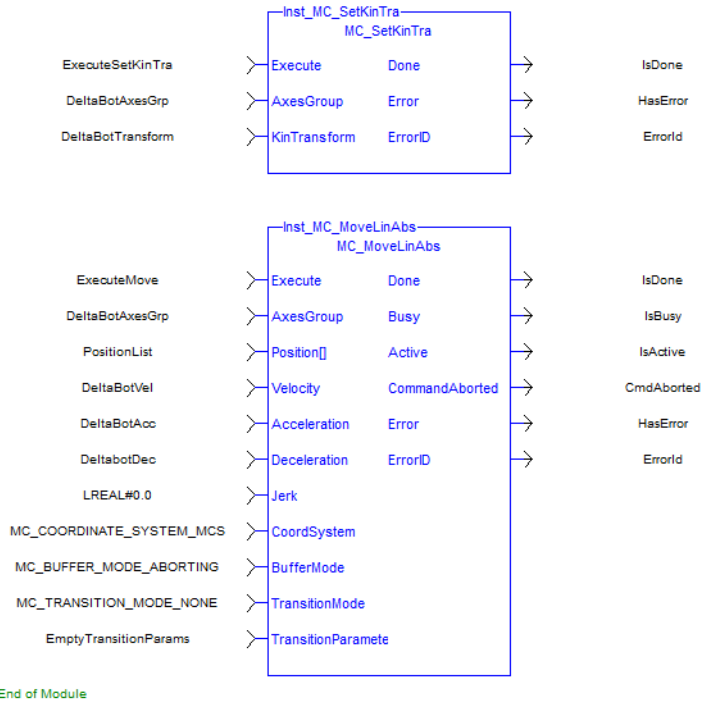 Inst_MC_SetKinTra
MC_SetKinTra
ExecuteSetKinTra Execute Done IsDone
DeltaBotAxesGrp AxesGroup Error HasError
DeltaBotTransform KinTransform ErrorID ErrorId
Inst_MC_MoveLinAbs
MC_MoveLinAbs
ExecuteMove Execute Done IsDone
DeltaBotAxesGrp AxesGroup Busy IsBusy
PositionList Position[] Active IsActive
DeltaBotVel Velocity CommandAborted CmdAborted
DeltaBotAcc Acceleration Error HasError
DeltabotDec Deceleration ErrorID ErrorId
LREAL#0.0 Jerk
MC_COORDINATE_SYSTEM_MCS CoordSystem
MC_BUFFER_MODE_ABORTING BufferMode
MC_TRANSITION_MODE_NONE TransitionMode
EmptyTransitionParams TransitionParamete
End of Module